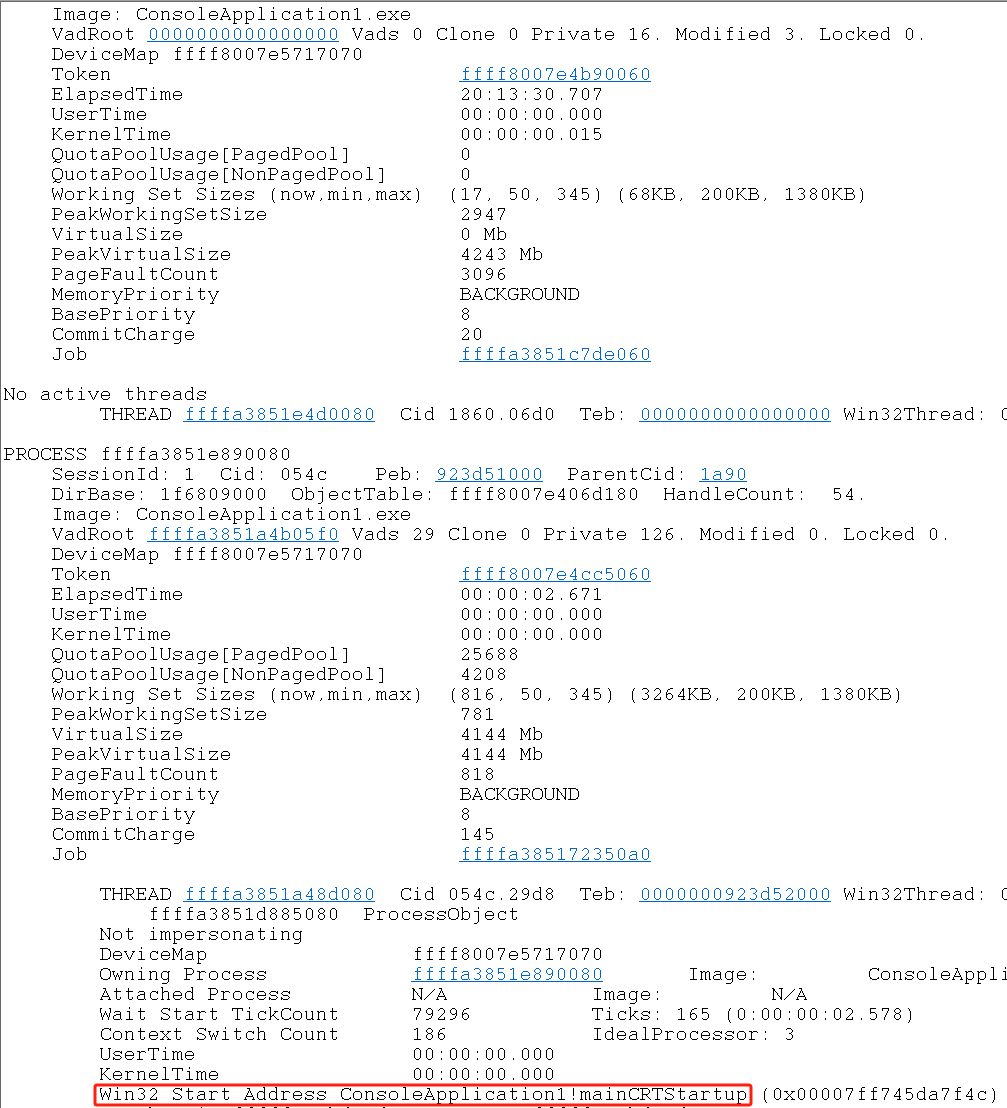 Image: ConsoleApplication1.exe
VadRoot 0000000000000000 Vads 0 Clone 0 Private 16. Modified 3. Locked 0.
DeviceMap ffff8007e5717070
Token ffff8007e4b90060
ElapsedTime 20:13:30.707
UserTime 00:00:00.000
KernelTime 00:00:00.015
QuotaPoolUsage[PagedPool] 0
QuotaPoolUsage[NonPagedPool] 0
Working Set Sizes (now,min,max) (17, 50, 345) (68KB, 200KB, 1380KB)
PeakWorkingSetSize 2947
VirtualSize 0 Mb
PeakVirtualSize 4243 Mb
PageFaultCount 3096
MemoryPriority BACKGROUND
BasePriority 8
CommitCharge 20
Job ffffa3851c7de060
No active threads
THREAD ffffa3851e4d0080 Cid 1860.06d0 Teb: 0000000000000000 Win32Thread: 0
PROCESS ffffa3851e890080
SessionId: 1 Cid: 054c Peb: 923d51000 ParentCid: 1a90
DirBase: 1f6809000 ObjectTable: ffff8007e406d180 HandleCount: 54.
Image: ConsoleApplication1.exe
VadRoot ffffa3851a4b05f0 Vads 29 Clone 0 Private 126. Modified 0. Locked 0.
DeviceMap ffff8007e5717070
Token ffff8007e4cc5060
ElapsedTime 00:00:02.671
UserTime 00:00:00.000
KernelTime 00:00:00.000
QuotaPoolUsage[PagedPool] 25688
QuotaPoolUsage[NonPagedPool] 4208
Working Set Sizes (now,min,max) (816, 50, 345) (3264KB, 200KB, 1380KB)
PeakWorkingSetSize 781
VirtualSize 4144 Mb
PeakVirtualSize 4144 Mb
PageFaultCount 818
MemoryPriority BACKGROUND
BasePriority 8
CommitCharge 145
Job ffffa385172350a0
THREAD ffffa3851a48d080 Cid 054c.29d8 Teb: 0000000923d52000 Win32Thread: 0
ffffa3851d885080 ProcessObject
Not impersonating
DeviceMap ffff8007e5717070
Owning Process ffffa3851e890080 Image: ConsoleAppli
Attached Process N/A Image: N/A
Wait Start TickCount 79296 Ticks: 165 (0:00:00:02.578)
Context Switch Count 186 IdealProcessor: 3
UserTime 00:00:00.000
KernelTime 00:00:00.000
Win32 Start Address ConsoleApplication1!mainCRTStartup (0x00007ff745da7f4c)